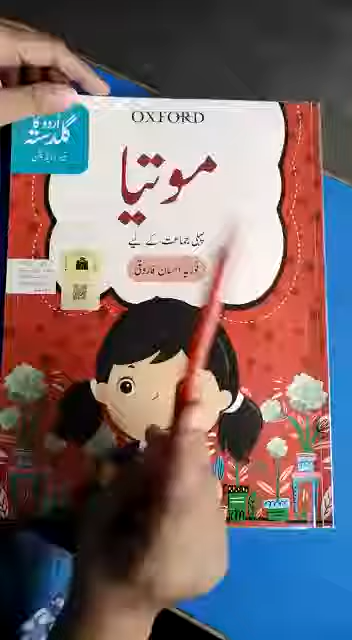 OXFORD
اردو کا
گلدستہ
موتیا
پہلی جماعت کے لیے
فوزیہ احسان فاروقی